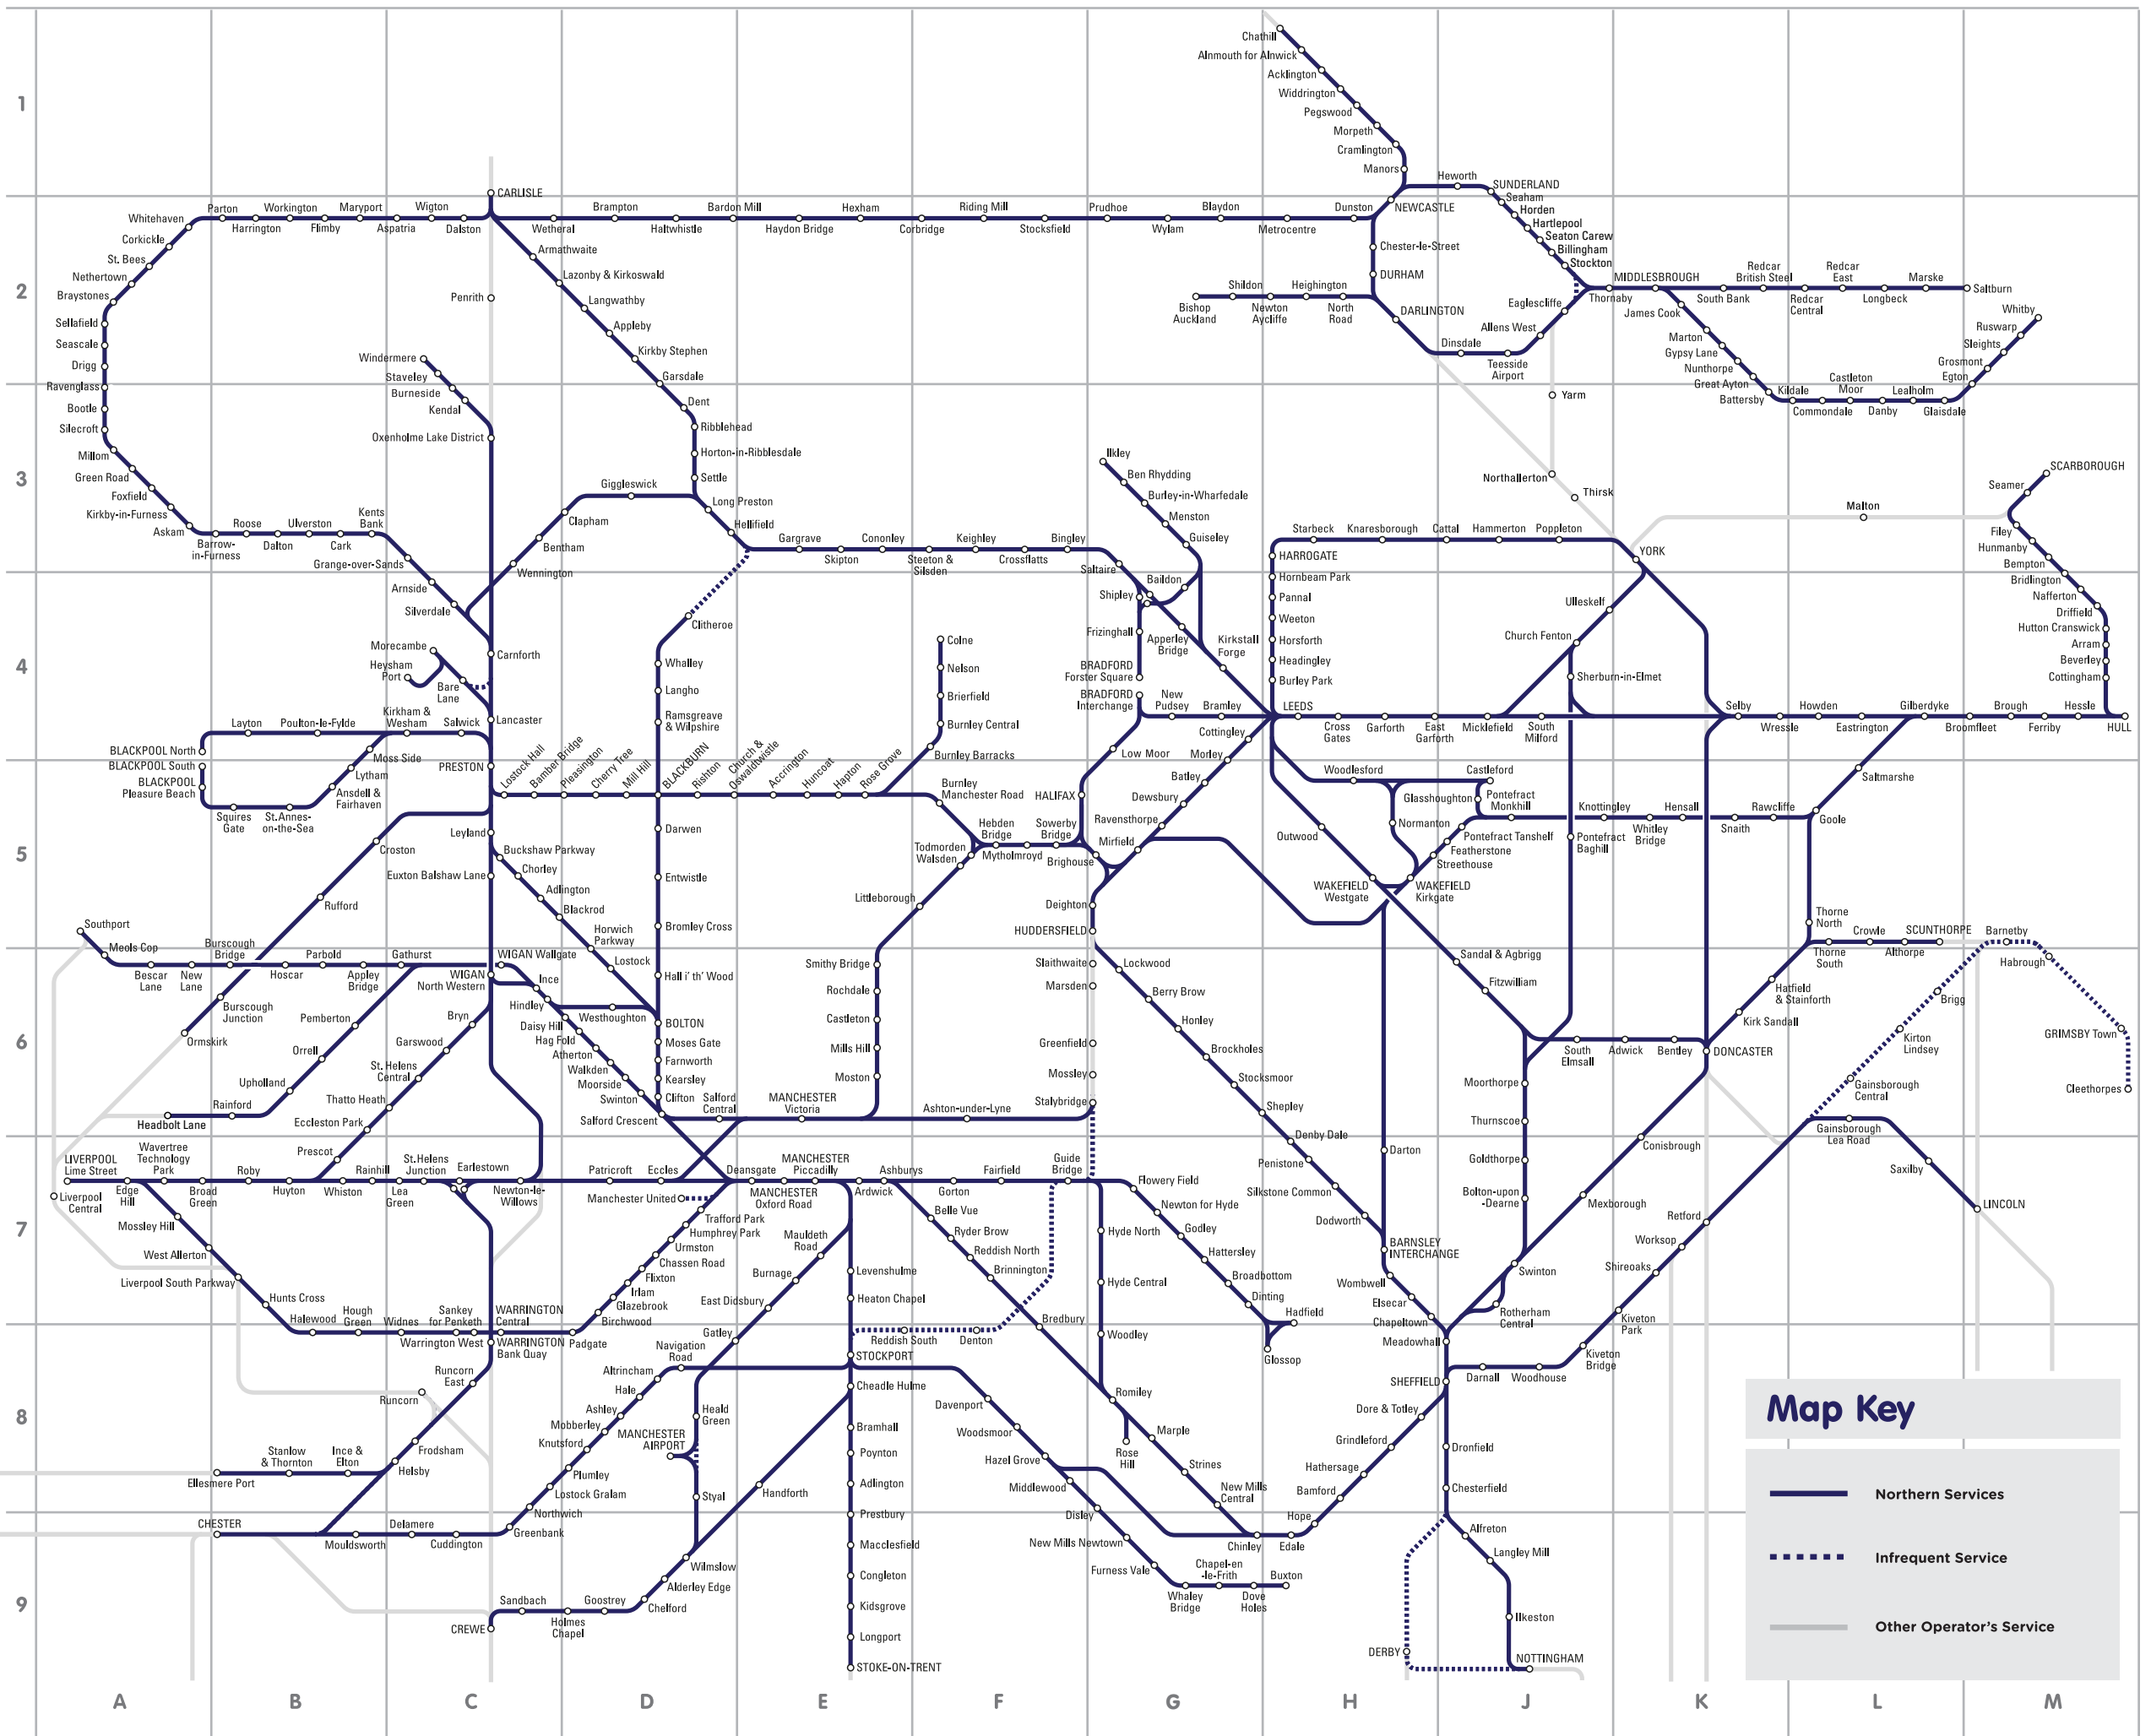 1
Chathill
Alnmouth for Alnwick
Acklington
Widdrington
Pegswood
Morpeth
Cramlington
Manors
Heworth
SUNDERLAND
Seaham
Horden
Hartlepool
Seaton Carew
Billingham
Stockton
CARLISLE
2
Whitehaven
Parton
Harrington
Workington
Flimby
Maryport
Aspatria
Wigton
Dalston
Wetheral
Brampton
Haltwhistle
Bardon Mill
Haydon Bridge
Hexham
Corbridge
Riding Mill
Stocksfield
Prudhoe
Wylam
Blaydon
Metrocentre
Dunston
NEWCASTLE
Chester-le-Street
DURHAM
Corkickle
St. Bees
Nethertown
Braystones
Sellafield
Seascale
Drigg
Ravenglass
Bootle
Silecroft
Millom
Green Road
Foxfield
Kirkby-in-Furness
Askam
Armathwaite
Lazonby & Kirkoswald
Langwathby
Appleby
Kirkby Stephen
Garsdale
Dent
Ribblehead
Horton-in-Ribblesdale
Settle
Long Preston
Hellifield
Penrith
Windermere
Staveley
Burneside
Kendal
Oxenholme Lake District
Bishop
Auckland
Shildon
Newton
Aycliffe
Heighington
North
Road
DARLINGTON
Dinsdale
Teesside
Airport
Allens West
Eaglescliffe
Thornaby
MIDDLESBROUGH
South Bank
Redcar
British Steel
Redcar
Central
Redcar
East
Longbeck
Marske
Saltburn
James Cook
Marton
Gypsy Lane
Nunthorpe
Great Ayton
Battersby
Kildale
Commondale
Castleton
Moor
Danby
Lealholm
Glaisdale
Egton
Grosmont
Sleights
Ruswarp
Whitby
Yarm
3
Northallerton
Thirsk
Malton
SCARBOROUGH
Seamer
Filey
Hunmanby
Bempton
Bridlington
Nafferton
Driffield
Hutton Cranswick
Arram
Beverley
Cottingham
Giggleswick
Clapham
Bentham
Wennington
Barrow-
in-Furness
Roose
Dalton
Ulverston
Cark
Kents
Bank
Grange-over-Sands
Arnside
Silverdale
Gargrave
Skipton
Cononley
Steeton &
Silsden
Keighley
Crossflatts
Bingley
Saltaire
Ilkley
Ben Rhydding
Burley-in-Wharfedale
Menston
Guiseley
Baildon
Shipley
Frizinghall
BRADFORD
Forster Square
BRADFORD
Interchange
Apperley
Bridge
Kirkstall
Forge
Starbeck
Knaresborough
Cattal
Hammerton
Poppleton
YORK
HARROGATE
Hornbeam Park
Pannal
Weeton
Horsforth
Headingley
Burley Park
Ulleskelf
Church Fenton
Sherburn-in-Elmet
4
Morecambe
Heysham
Port
Bare
Lane
Carnforth
Lancaster
Clitheroe
Whalley
Langho
Ramsgreave
& Wilpshire
Colne
Nelson
Brierfield
Burnley Central
Burnley Barracks
New
Pudsey
Bramley
LEEDS
Cross
Gates
Garforth
East
Garforth
Micklefield
South
Milford
Selby
Wressle
Howden
Eastrington
Gilberdyke
Broomfleet
Brough
Ferriby
Hessle
HULL
BLACKPOOL North
Layton
Poulton-le-Fylde
Kirkham &
Wesham
Salwick
BLACKPOOL South
BLACKPOOL
Pleasure Beach
Squires
Gate
St.Annes-
on-the-Sea
Ansdell &
Fairhaven
Lytham
Moss Side
PRESTON
Lostock Hall
Bamber Bridge
Pleasington
Cherry Tree
Mill Hill
BLACKBURN
Rishton
Church &
Oswaldtwistle
Accrington
Huncoat
Hapton
Rose Grove
Burnley
Manchester Road
Low Moor
HALIFAX
Cottingley
Morley
Batley
Dewsbury
Ravensthorpe
Mirfield
Woodlesford
Castleford
Glasshoughton
Pontefract
Monkhill
Normanton
Pontefract Tanshelf
Featherstone
Streethouse
Knottingley
Whitley
Bridge
Hensall
Snaith
Rawcliffe
Goole
Saltmarshe
Pontefract
Baghill
Outwood
WAKEFIELD
Westgate
WAKEFIELD
Kirkgate
5
Leyland
Croston
Rufford
Euxton Balshaw Lane
Buckshaw Parkway
Chorley
Adlington
Blackrod
Horwich
Parkway
Lostock
Darwen
Entwistle
Bromley Cross
Hall i' th' Wood
Todmorden
Walsden
Hebden
Bridge
Mytholmroyd
Sowerby
Bridge
Brighouse
Littleborough
Deighton
HUDDERSFIELD
Thorne
North
Thorne
South
Crowle
Althorpe
SCUNTHORPE
Barnetby
Habrough
Southport
Meols Cop
Bescar
Lane
New
Lane
Burscough
Bridge
Hoscar
Parbold
Appley
Bridge
Gathurst
WIGAN Wallgate
WIGAN
North Western
Ince
Hindley
Westhoughton
6
Burscough
Junction
Ormskirk
Pemberton
Orrell
Upholland
Rainford
Headbolt Lane
Bryn
Garswood
St. Helens
Central
Thatto Heath
Eccleston Park
Prescot
Daisy Hill
Hag Fold
Atherton
Walkden
Moorside
Swinton
Salford Crescent
BOLTON
Moses Gate
Farnworth
Kearsley
Clifton
Salford
Central
MANCHESTER
Victoria
Smithy Bridge
Rochdale
Castleton
Mills Hill
Moston
Ashton-under-Lyne
Slaithwaite
Marsden
Greenfield
Mossley
Stalybridge
Lockwood
Berry Brow
Honley
Brockholes
Stocksmoor
Shepley
Denby Dale
Penistone
Silkstone Common
Dodworth
Darton
BARNSLEY
INTERCHANGE
Wombwell
Elsecar
Chapeltown
Meadowhall
Sandal & Agbrigg
Fitzwilliam
South
Elmsall
Adwick
Bentley
DONCASTER
Kirk Sandall
Hatfield
& Stainforth
Moorthorpe
Thurnscoe
Goldthorpe
Bolton-upon
-Dearne
Swinton
Rotherham
Central
Mexborough
Conisbrough
Brigg
Kirton
Lindsey
Gainsborough
Central
Gainsborough
Lea Road
GRIMSBY Town
Cleethorpes
Saxilby
LINCOLN
Retford
Worksop
Shireoaks
Kiveton
Park
Kiveton
Bridge
7
LIVERPOOL
Lime Street
Liverpool
Central
Edge
Hill
Wavertree
Technology
Park
Broad
Green
Roby
Huyton
Whiston
Rainhill
Lea
Green
St.Helens
Junction
Earlestown
Newton-le-
Willows
Patricroft
Eccles
Manchester United
Deansgate
MANCHESTER
Oxford Road
MANCHESTER
Piccadilly
Ardwick
Ashburys
Gorton
Fairfield
Guide
Bridge
Flowery Field
Newton for Hyde
Godley
Hattersley
Broadbottom
Dinting
Hadfield
Glossop
Mossley Hill
West Allerton
Liverpool South Parkway
Hunts Cross
Halewood
Hough
Green
Widnes
Sankey
for Penketh
Warrington West
WARRINGTON
Central
WARRINGTON
Bank Quay
Padgate
Birchwood
Glazebrook
Irlam
Flixton
Chassen Road
Urmston
Humphrey Park
Trafford Park
Mauldeth
Road
Burnage
East Didsbury
Gatley
Levenshulme
Heaton Chapel
Reddish South
Denton
STOCKPORT
Belle Vue
Ryder Brow
Reddish North
Brinnington
Bredbury
Hyde North
Hyde Central
Woodley
8
Runcorn
Runcorn
East
Frodsham
Helsby
Ellesmere Port
Stanlow
& Thornton
Ince &
Elton
Navigation
Road
Altrincham
Hale
Ashley
Mobberley
Knutsford
Plumley
Lostock Gralam
Northwich
Greenbank
Heald
Green
MANCHESTER
AIRPORT
Styal
Handforth
Wilmslow
Alderley Edge
Chelford
Cheadle Hulme
Bramhall
Poynton
Adlington
Prestbury
Macclesfield
Congleton
Kidsgrove
Longport
STOKE-ON-TRENT
Davenport
Woodsmoor
Hazel Grove
Middlewood
Disley
New Mills Newtown
Furness Vale
Whaley
Bridge
Chapel-en
-le-Frith
Dove
Holes
Buxton
Romiley
Rose
Hill
Marple
Strines
New Mills
Central
Chinley
Edale
Hope
Bamford
Hathersage
Grindleford
Dore & Totley
SHEFFIELD
Darnall
Woodhouse
Dronfield
Chesterfield
Alfreton
Langley Mill
Ilkeston
NOTTINGHAM
DERBY
9
CHESTER
Mouldsworth
Delamere
Cuddington
CREWE
Sandbach
Holmes
Chapel
Goostrey
Map Key
Northern Services
Infrequent Service
Other Operator's Service
A B C D E F G H J K L M